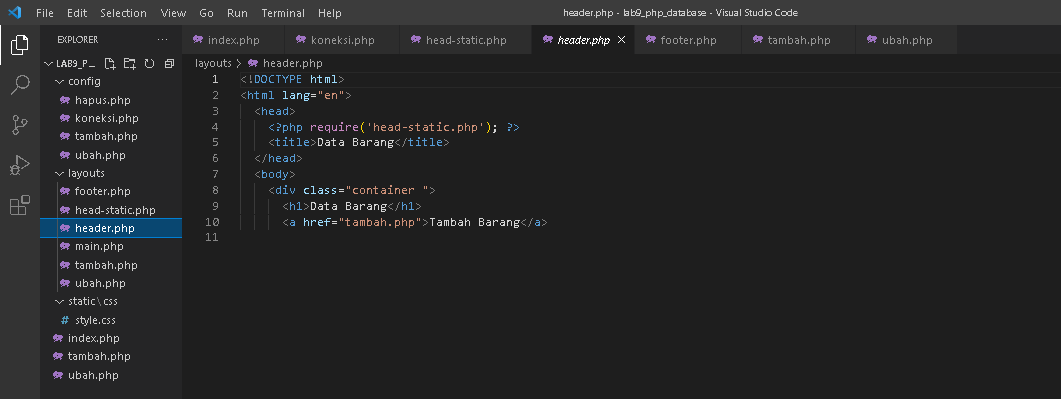 File Edit Selection View Go Run Terminal Help header.php - lab9_php_database - Visual Studio Code
EXPLORER ···
LAB9_P...
config
hapus.php
koneksi.php
tambah.php
ubah.php
layouts
footer.php
head-static.php
header.php
main.php
tambah.php
ubah.php
static\css
# style.css
index.php
tambah.php
ubah.php
index.php koneksi.php head-static.php header.php footer.php tambah.php ubah.php
layouts > header.php
1 <!DOCTYPE html>
2 <html lang="en">
3 <head>
4 <?php require('head-static.php'); ?>
5 <title>Data Barang</title>
6 </head>
7 <body>
8 <div class="container ">
9 <h1>Data Barang</h1>
10 <a href="tambah.php">Tambah Barang</a>
11